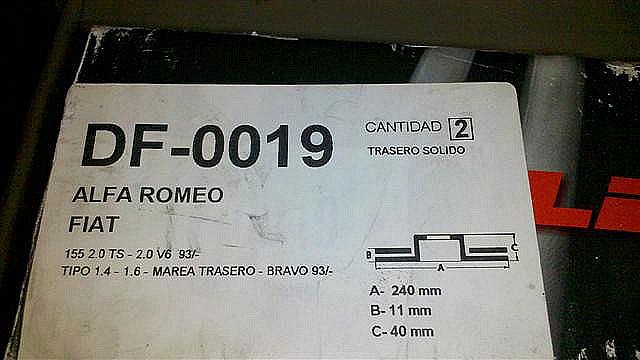 DF-0019
CANTIDAD 2
TRASERO SOLIDO
ALFA ROMEO
FIAT
155 2.0 TS - 2.0 V6 93/-
TIPO 1.4 - 1.6 - MAREA TRASERO - BRAVO 93/-
B
C
A
A- 240 mm
B- 11 mm
C- 40 mm